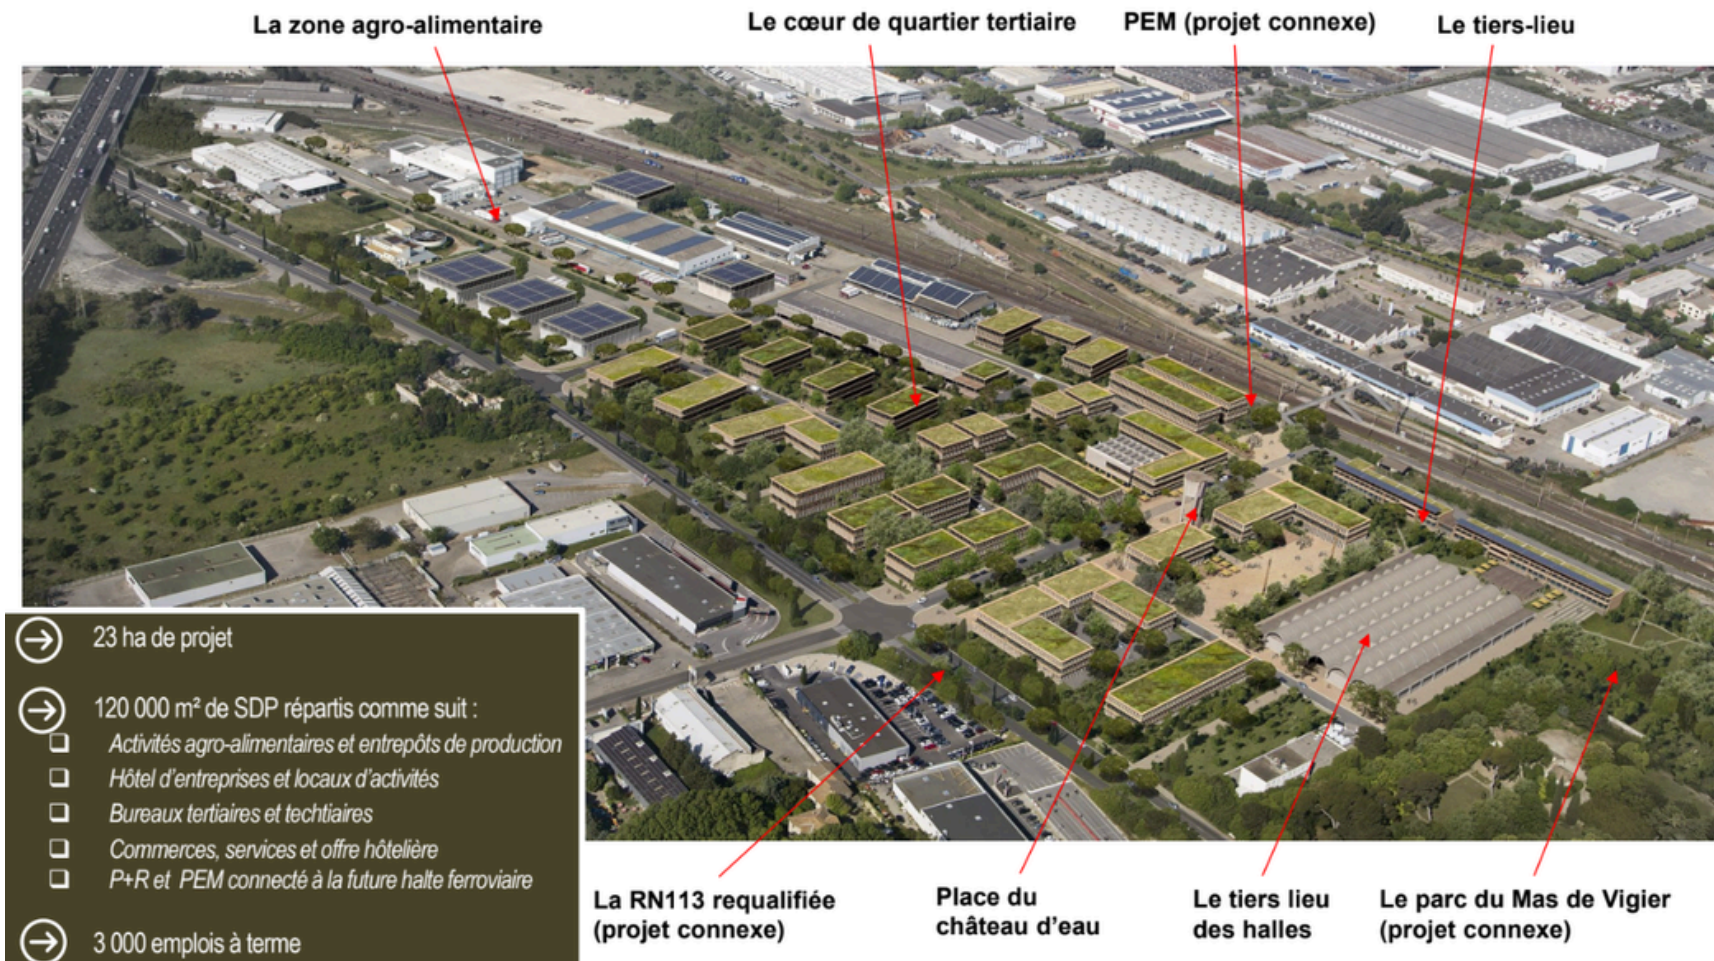 La zone agro-alimentaire
Le cœur de quartier tertiaire
PEM (projet connexe)
Le tiers-lieu
23 ha de projet
120 000 m² de SDP répartis comme suit :
Activités agro-alimentaires et entrepôts de production
Hôtel d'entreprises et locaux d'activités
Bureaux tertiaires et techtiaires
Commerces, services et offre hôtelière
P+R et PEM connecté à la future halte ferroviaire
3 000 emplois à terme
La RN113 requalifiée
(projet connexe)
Place du
château d'eau
Le tiers lieu
des halles
Le parc du Mas de Vigier
(projet connexe)